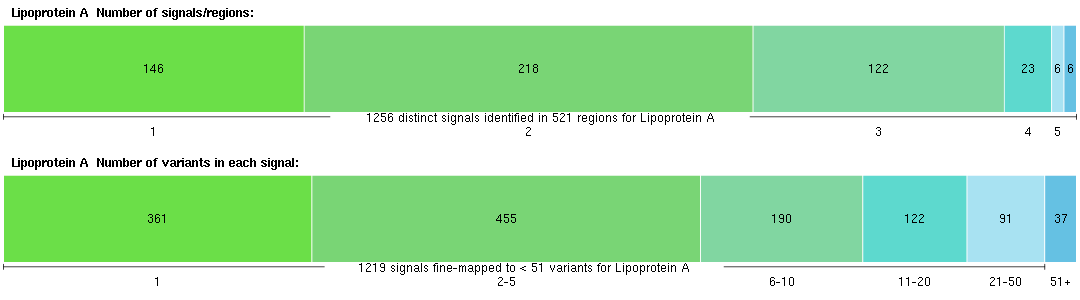 Lipoprotein A  Number of signals/regions:
146 218 122 23 6 6
1256 distinct signals identified in 521 regions for Lipoprotein A
1 2 3 4 5
Lipoprotein A  Number of variants in each signal:
361 455 190 122 91 37
1219 signals fine-mapped to < 51 variants for Lipoprotein A
1 2-5 6-10 11-20 21-50 51+